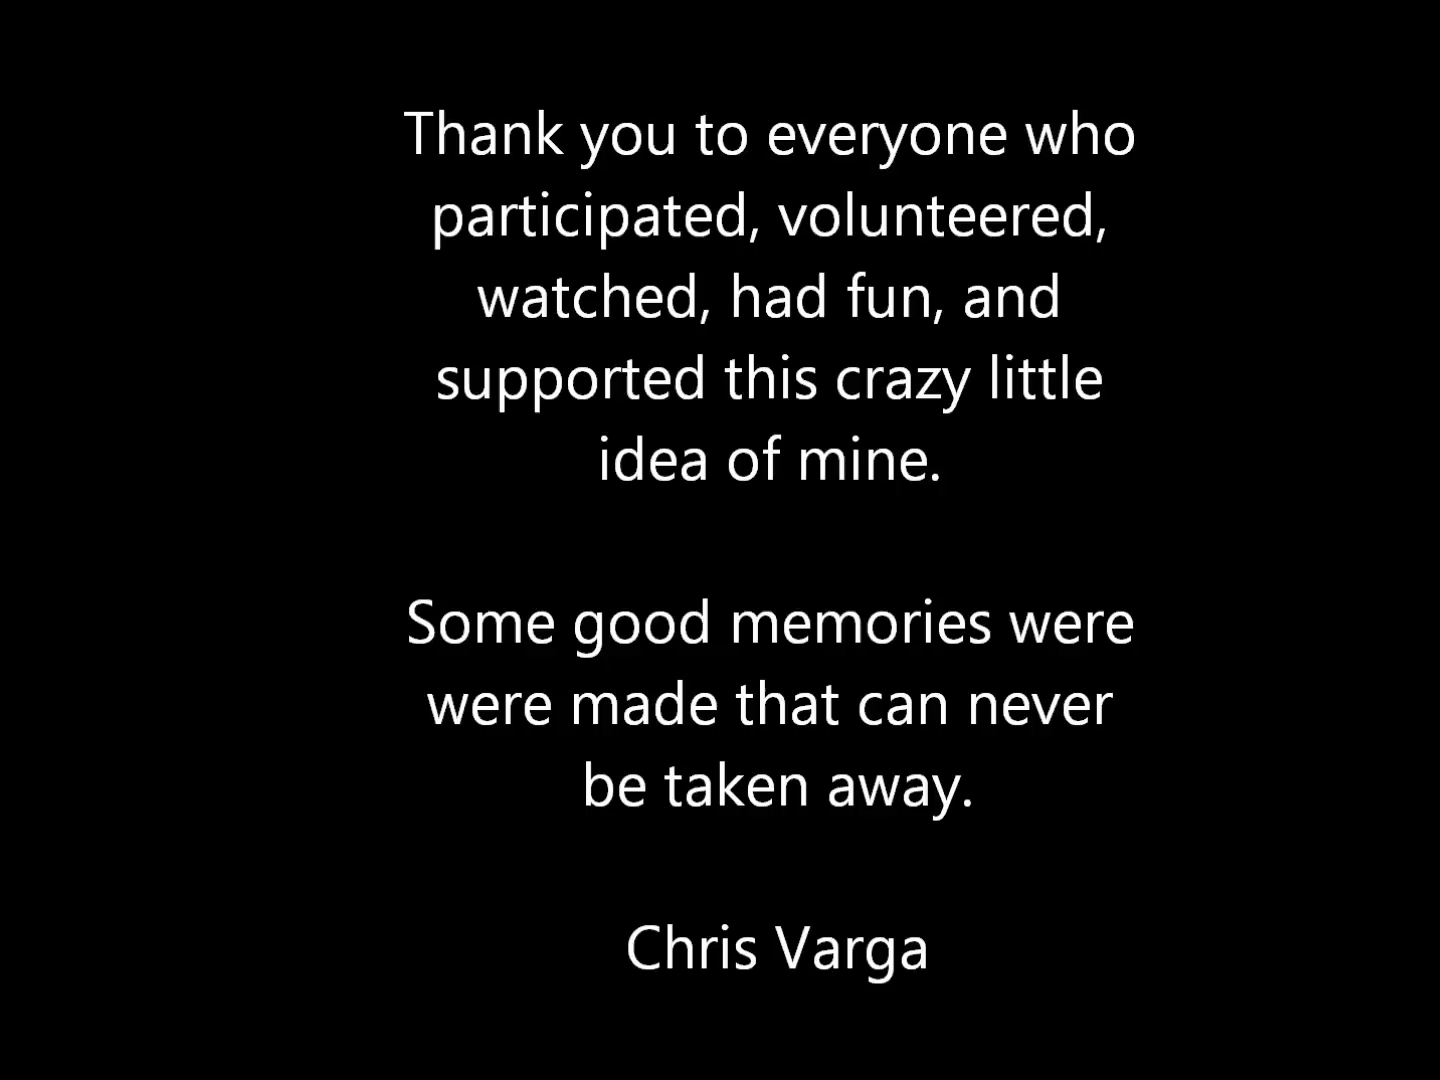 Thank you to everyone who
participated, volunteered,
watched, had fun, and
supported this crazy little
idea of mine.
Some good memories were
were made that can never
be taken away.
Chris Varga